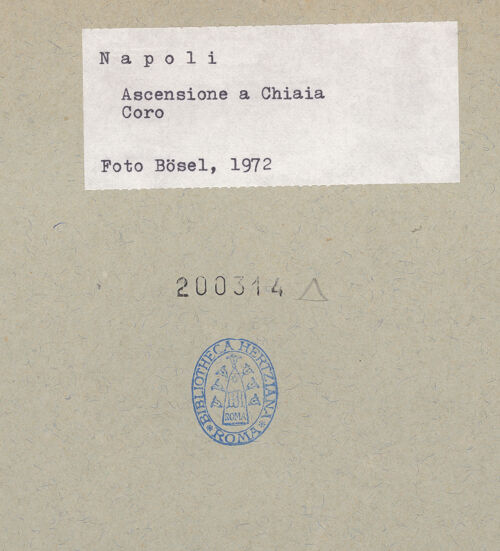 Napoli
Ascensione a Chiaia
Coro
Foto Bösel, 1972
200314 △
BIBLIOTHECA HERTZIANA
ROMA
ROMA